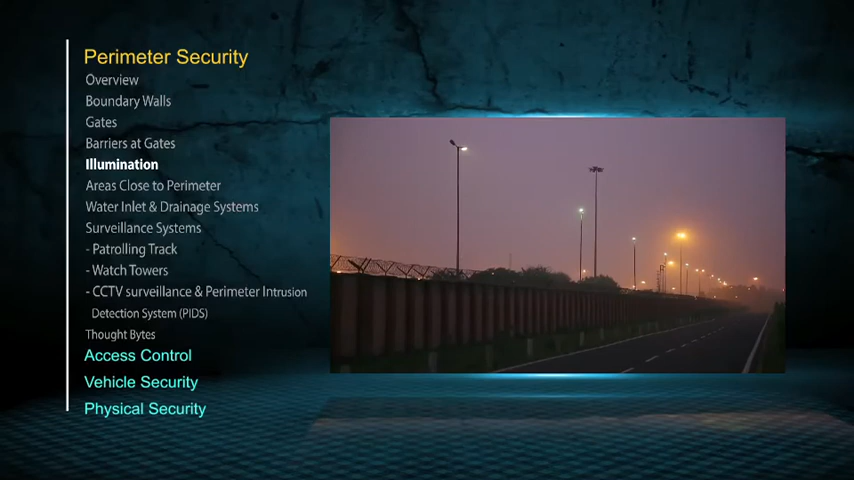 Perimeter Security
Overview
Boundary Walls
Gates
Barriers at Gates
Illumination
Areas Close to Perimeter
Water Inlet & Drainage Systems
Surveillance Systems
- Patrolling Track
- Watch Towers
- CCTV surveillance & Perimeter Intrusion
Detection System (PIDS)
Thought Bytes
Access Control
Vehicle Security
Physical Security